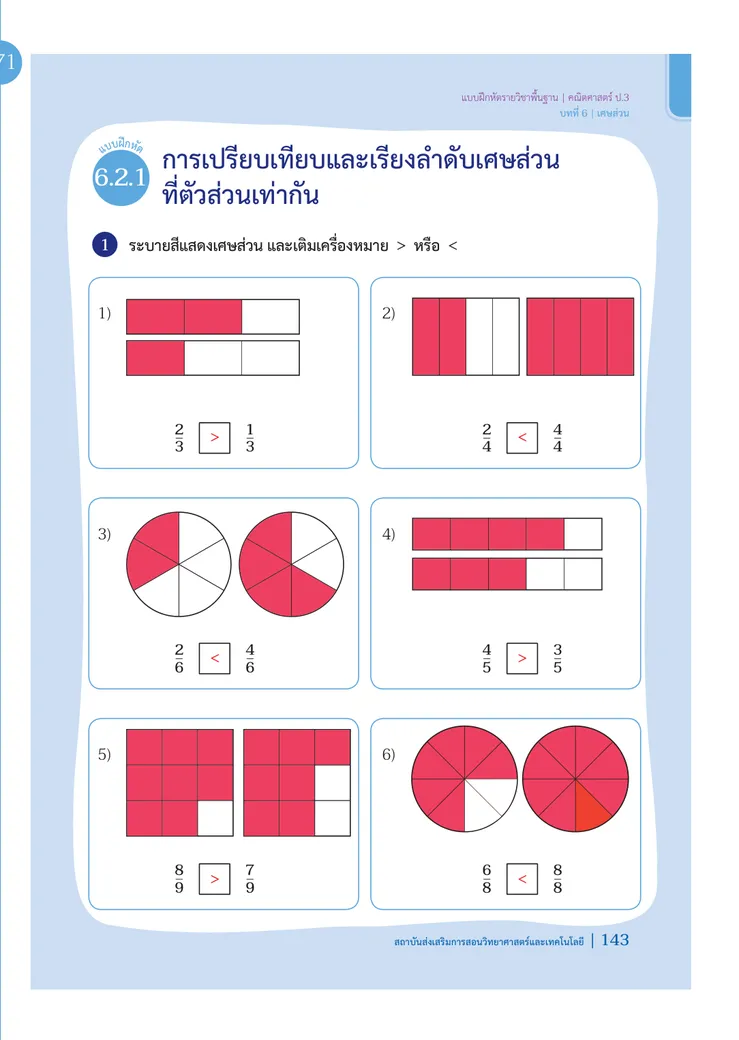 71
แบบฝึกหัดรายวิชาพื้นฐาน | คณิตศาสตร์ ป.3
บทที่ 6 | เศษส่วน
แบบฝึกหัด
6.2.1
การเปรียบเทียบและเรียงลำดับเศษส่วน
ที่ตัวส่วนเท่ากัน
1 ระบายสีแสดงเศษส่วน และเติมเครื่องหมาย > หรือ <
1)
2/3 > 1/3
2)
2/4 < 4/4
3)
2/6 < 4/6
4)
4/5 > 3/5
5)
8/9 > 7/9
6)
6/8 < 8/8
สถาบันส่งเสริมการสอนวิทยาศาสตร์และเทคโนโลยี | 143